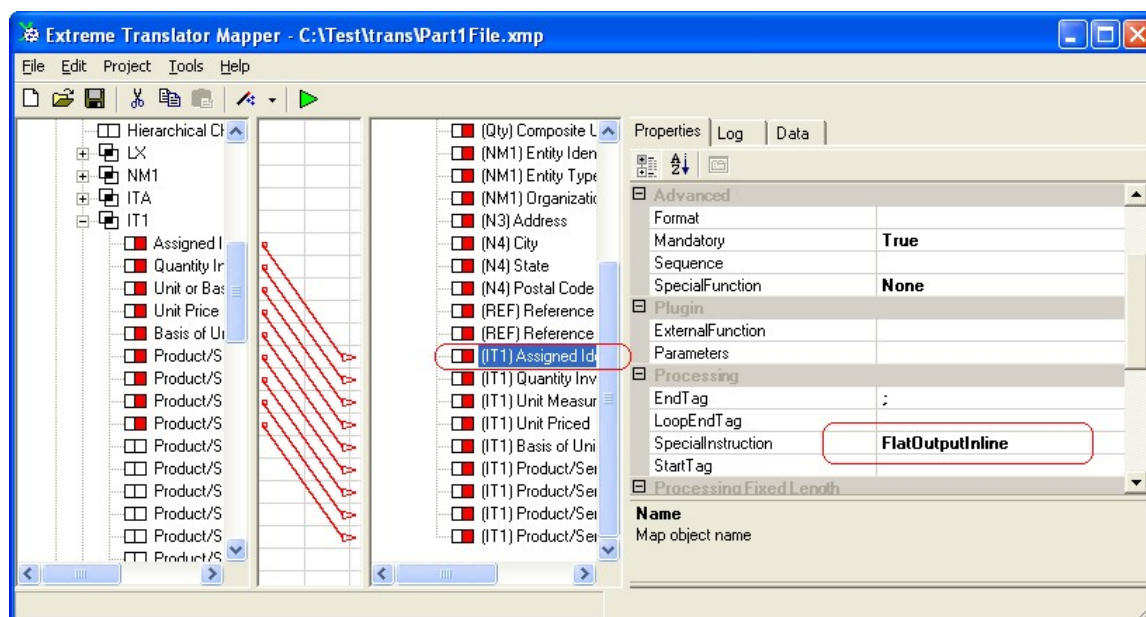 Extreme Translator Mapper - C:\Test\trans\Part1File.xmp
File Edit Project Tools Help
Hierarchical Cl
LX
NM1
ITA
IT1
Assigned I
Quantity In
Unit or Bas
Unit Price
Basis of Un
Product/S
Product/S
Product/S
Product/S
Product/S
Product/S
Product/S
Product/S
Product/S
Product/S
(Qty) Composite U
(NM1) Entity Iden
(NM1) Entity Type
(NM1) Organizatic
(N3) Address
(N4) City
(N4) State
(N4) Postal Code
(REF) Reference
(REF) Reference
(IT1) Assigned Ide
(IT1) Quantity Inv
(IT1) Unit Measur
(IT1) Unit Priced
(IT1) Basis of Uni
(IT1) Product/Ser
(IT1) Product/Ser
(IT1) Product/Ser
(IT1) Product/Ser
Properties Log Data
Advanced
Format
Mandatory True
Sequence
SpecialFunction None
Plugin
ExternalFunction
Parameters
Processing
EndTag ;
LoopEndTag
SpecialInstruction FlatOutputInline
StartTag
Processing Fixed Length
Name
Map object name